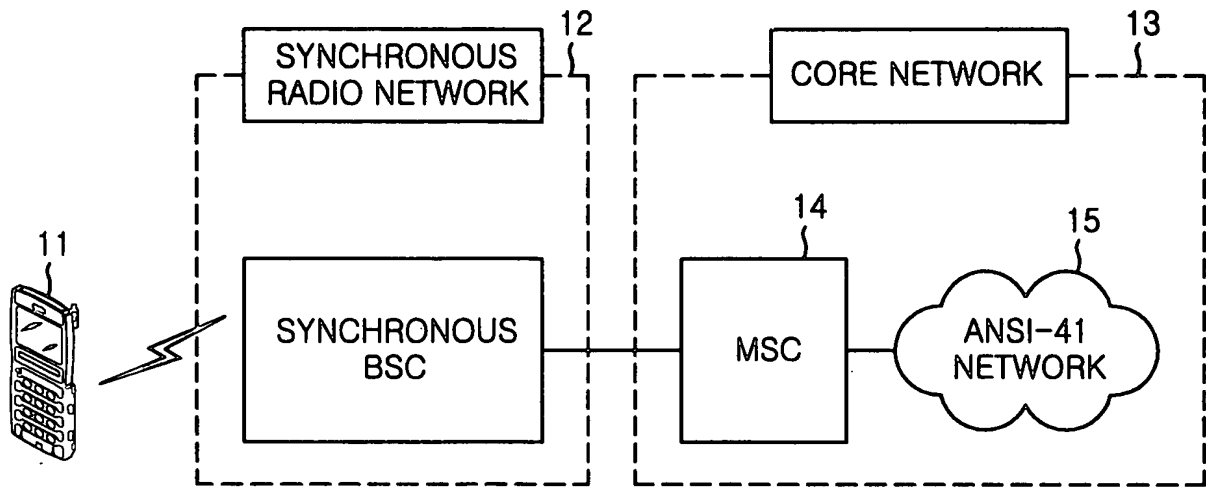 SYNCHRONOUS
RADIO NETWORK
12
CORE NETWORK
13
11
SYNCHRONOUS
BSC
14
MSC
15
ANSI-41
NETWORK